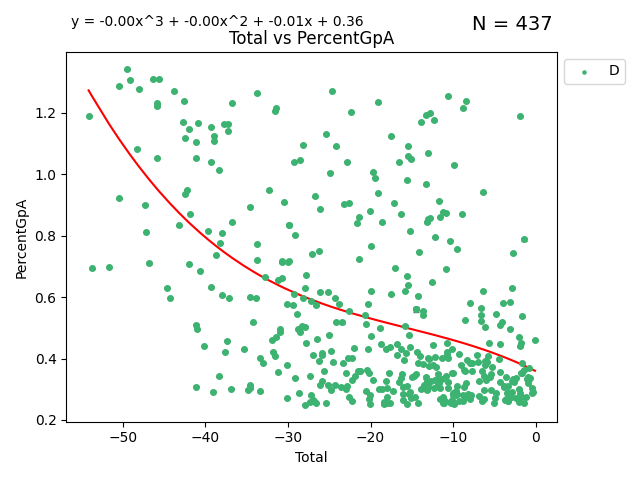 y = -0.00x^3 + -0.00x^2 + -0.01x + 0.36
N = 437
Total vs PercentGpA
D
PercentGpA
1.2
1.0
0.8
0.6
0.4
0.2
−50
−40
−30
−20
−10
0
Total